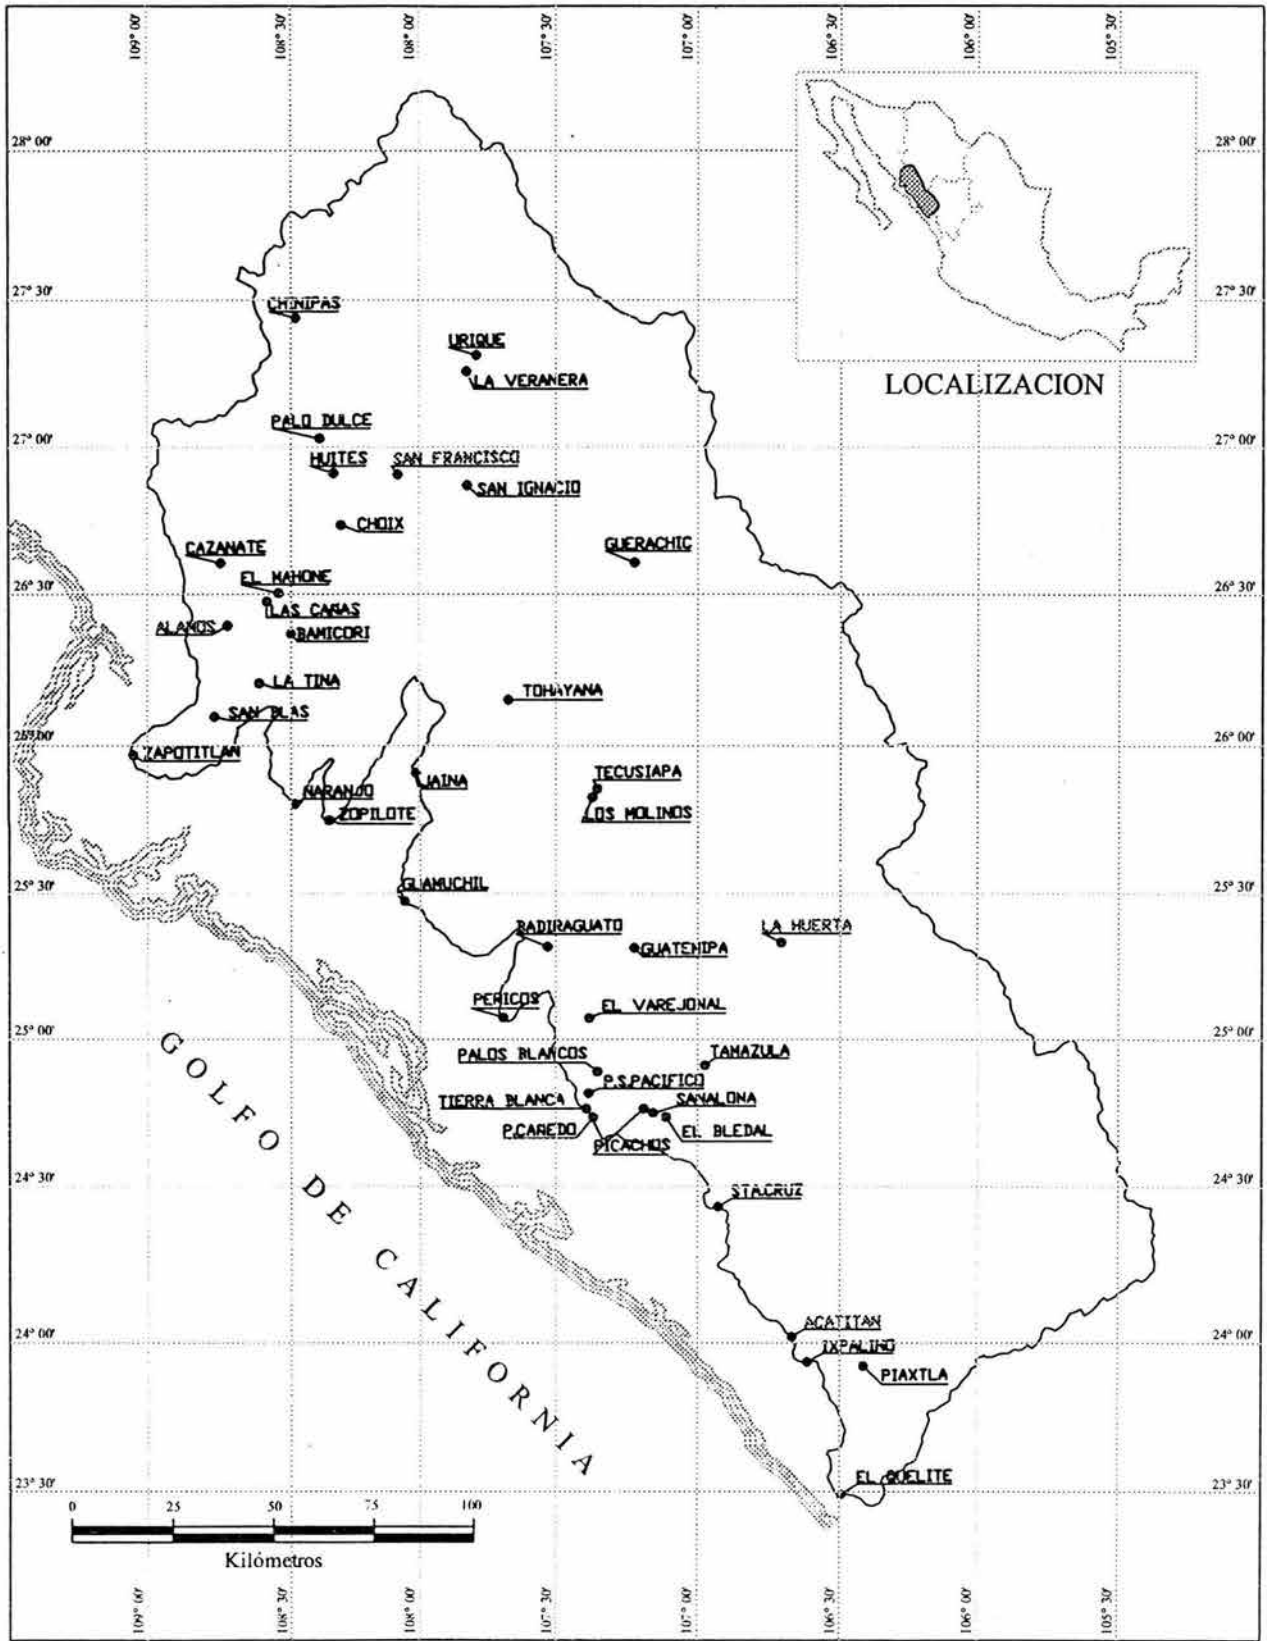 109° 00'
108° 30'
108° 00'
107° 30'
107° 00'
106° 30'
106° 00'
105° 30'
28° 00'
28° 00'
LOCALIZACION
27° 30'
27° 30'
CHINIPAS
URIQUE
LA VERANERA
PALO DULCE
27° 00'
27° 00'
HUITES
SAN FRANCISCO
SAN IGNACIO
CHOIX
CAZANATE
GUERACHIC
EL MAHONE
26° 30'
26° 30'
LAS CAÑAS
ALAMOS
BAMICORI
LA TINA
TOHAYANA
SAN BLAS
26° 00'
26° 00'
ZAPOTITLAN
JAINA
TECUSIAPA
NARANJO
ZOPILOTE
LOS MOLINOS
25° 30'
25° 30'
GUAMUCHIL
BADIRAGUATO
LA HUERTA
GUATENIPA
PERICOS
EL VAREJONAL
25° 00'
25° 00'
PALOS BLANCOS
TAMAZULA
P.S.PACIFICO
TIERRA BLANCA
SANALONA
P.CAÑEDO
EL BLEDAL
PICACHOS
24° 30'
24° 30'
STA.CRUZ
GOLFO DE CALIFORNIA
ACATITAN
24° 00'
24° 00'
IXPALINO
PIAXTLA
EL QUELITE
23° 30'
23° 30'
0 25 50 75 100
Kilómetros
109° 00'
108° 30'
108° 00'
107° 30'
107° 00'
106° 30'
106° 00'
105° 30'